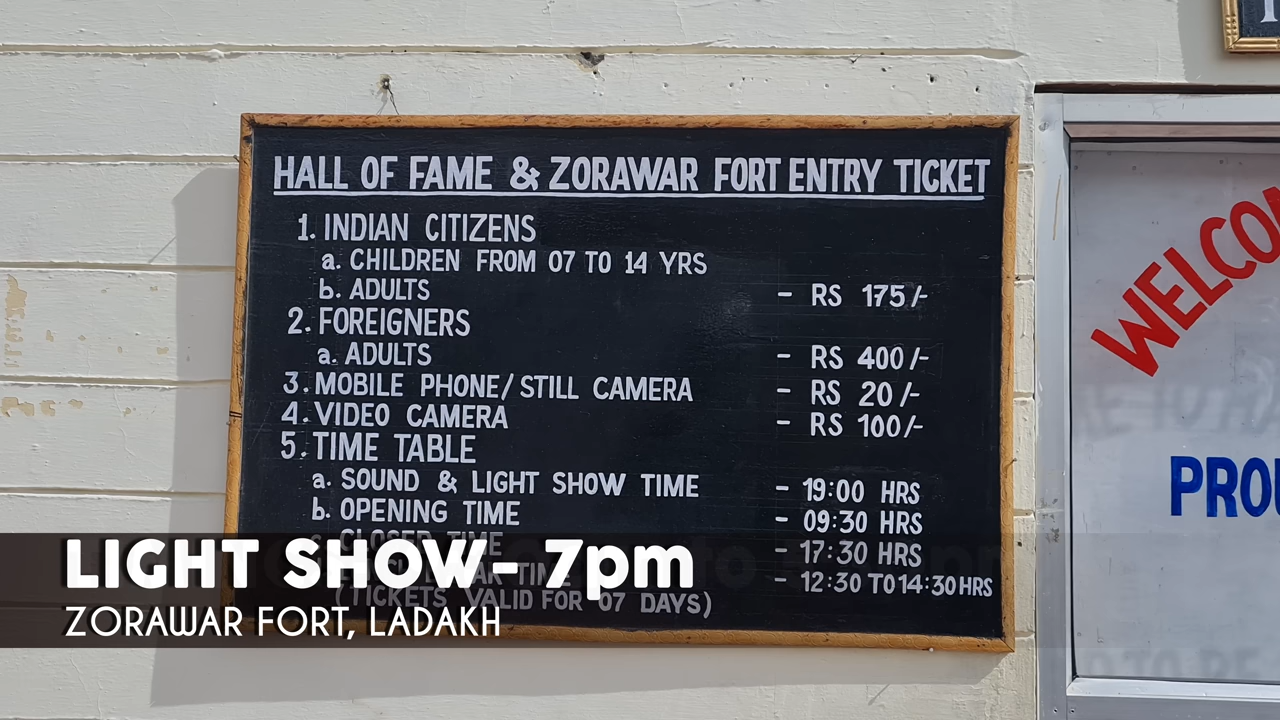 HALL OF FAME & ZORAWAR FORT ENTRY TICKET
1. INDIAN CITIZENS
a. CHILDREN FROM 07 TO 14 YRS
b. ADULTS - RS 175/-
2. FOREIGNERS
a. ADULTS - RS 400/-
3. MOBILE PHONE/STILL CAMERA - RS 20/-
4. VIDEO CAMERA - RS 100/-
5. TIME TABLE
a. SOUND & LIGHT SHOW TIME - 19:00 HRS
b. OPENING TIME - 09:30 HRS
CLOSED TIME - 17:30 HRS
TIME - 12:30 TO 14:30 HRS
(TICKETS VALID FOR 07 DAYS)
LIGHT SHOW- 7pm
ZORAWAR FORT, LADAKH